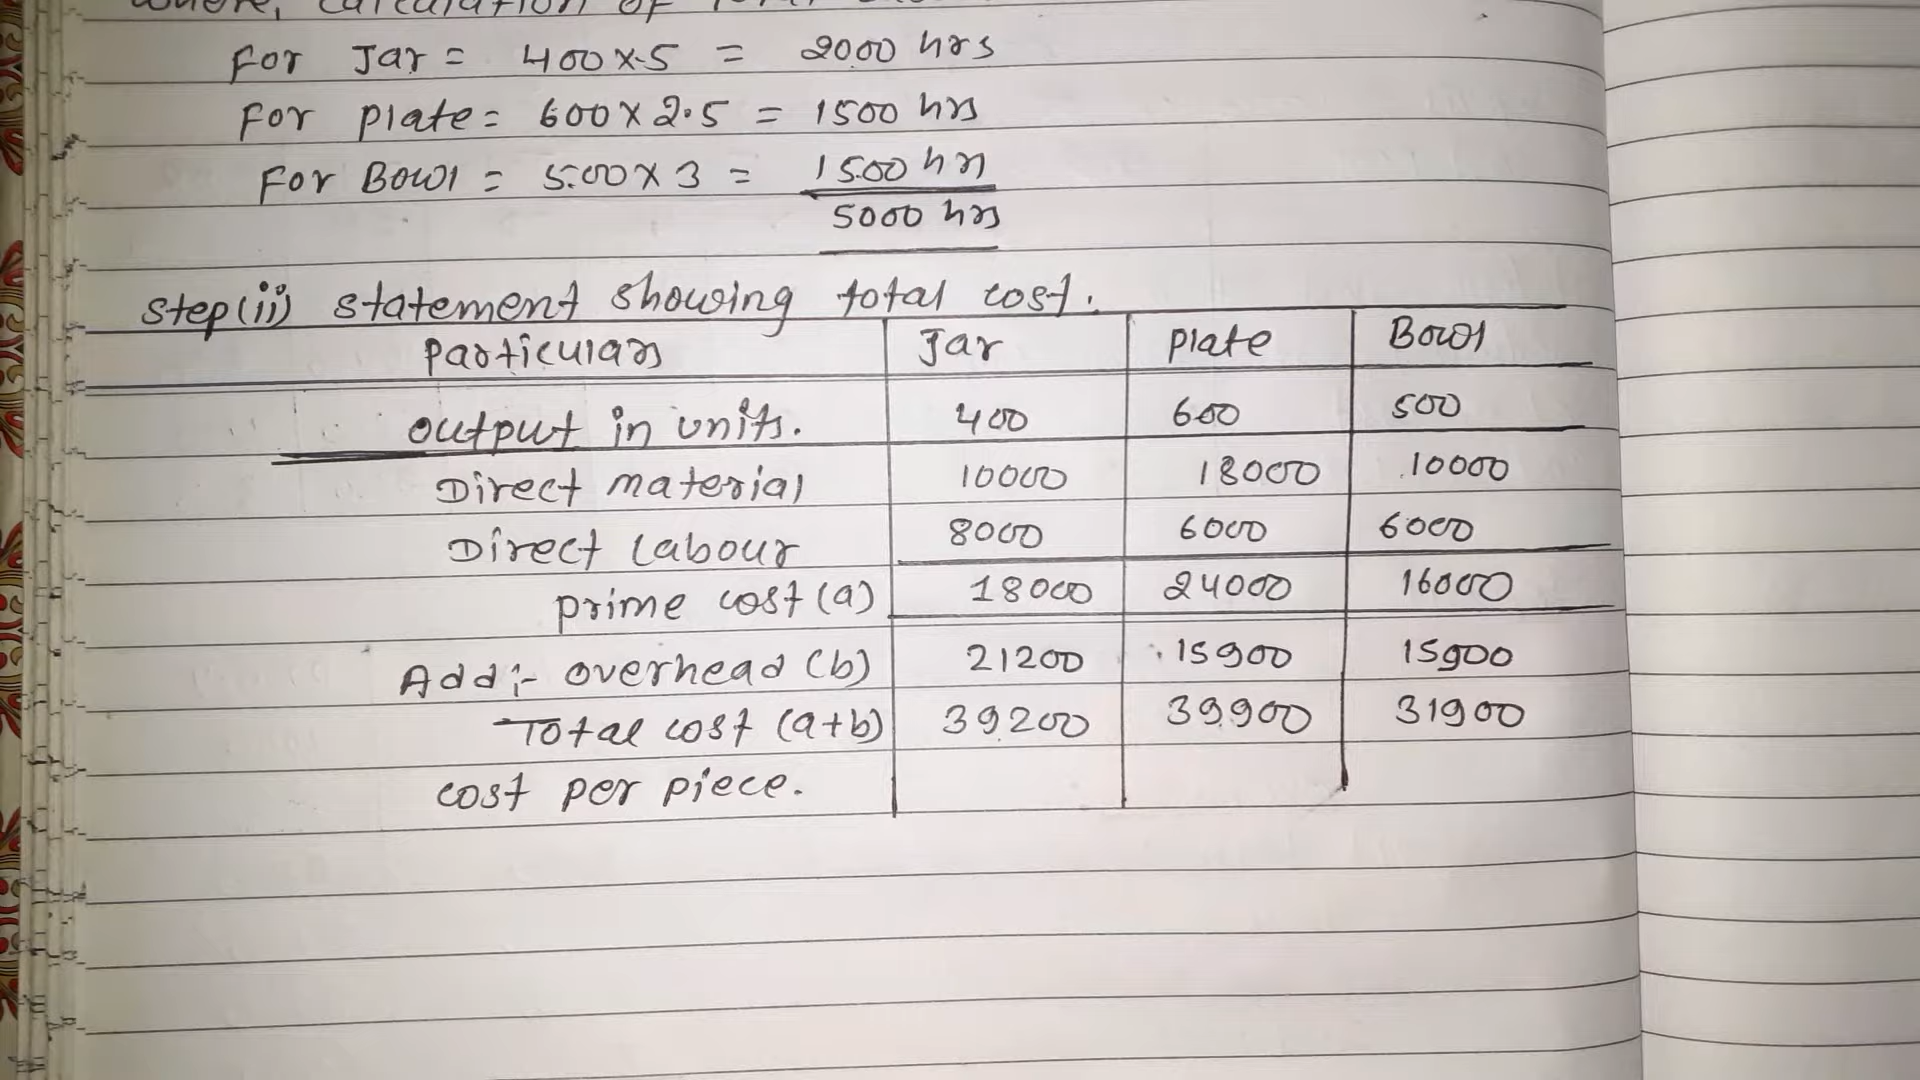 where, calculation of
For Jar = 400 x 5 = 2000 hrs
For plate = 600 x 2.5 = 1500 hrs
For Bowl = 500 x 3 = 1500 hrs
5000 hrs
Step (ii) statement showing total cost.
particulars Jar plate Bowl
output in units. 400 600 500
Direct material 10000 18000 10000
Direct labour 8000 6000 6000
prime cost (a) 18000 24000 16000
Add :- overhead (b) 21200 15900 15900
Total cost (a+b) 39200 39900 31900
cost per piece.